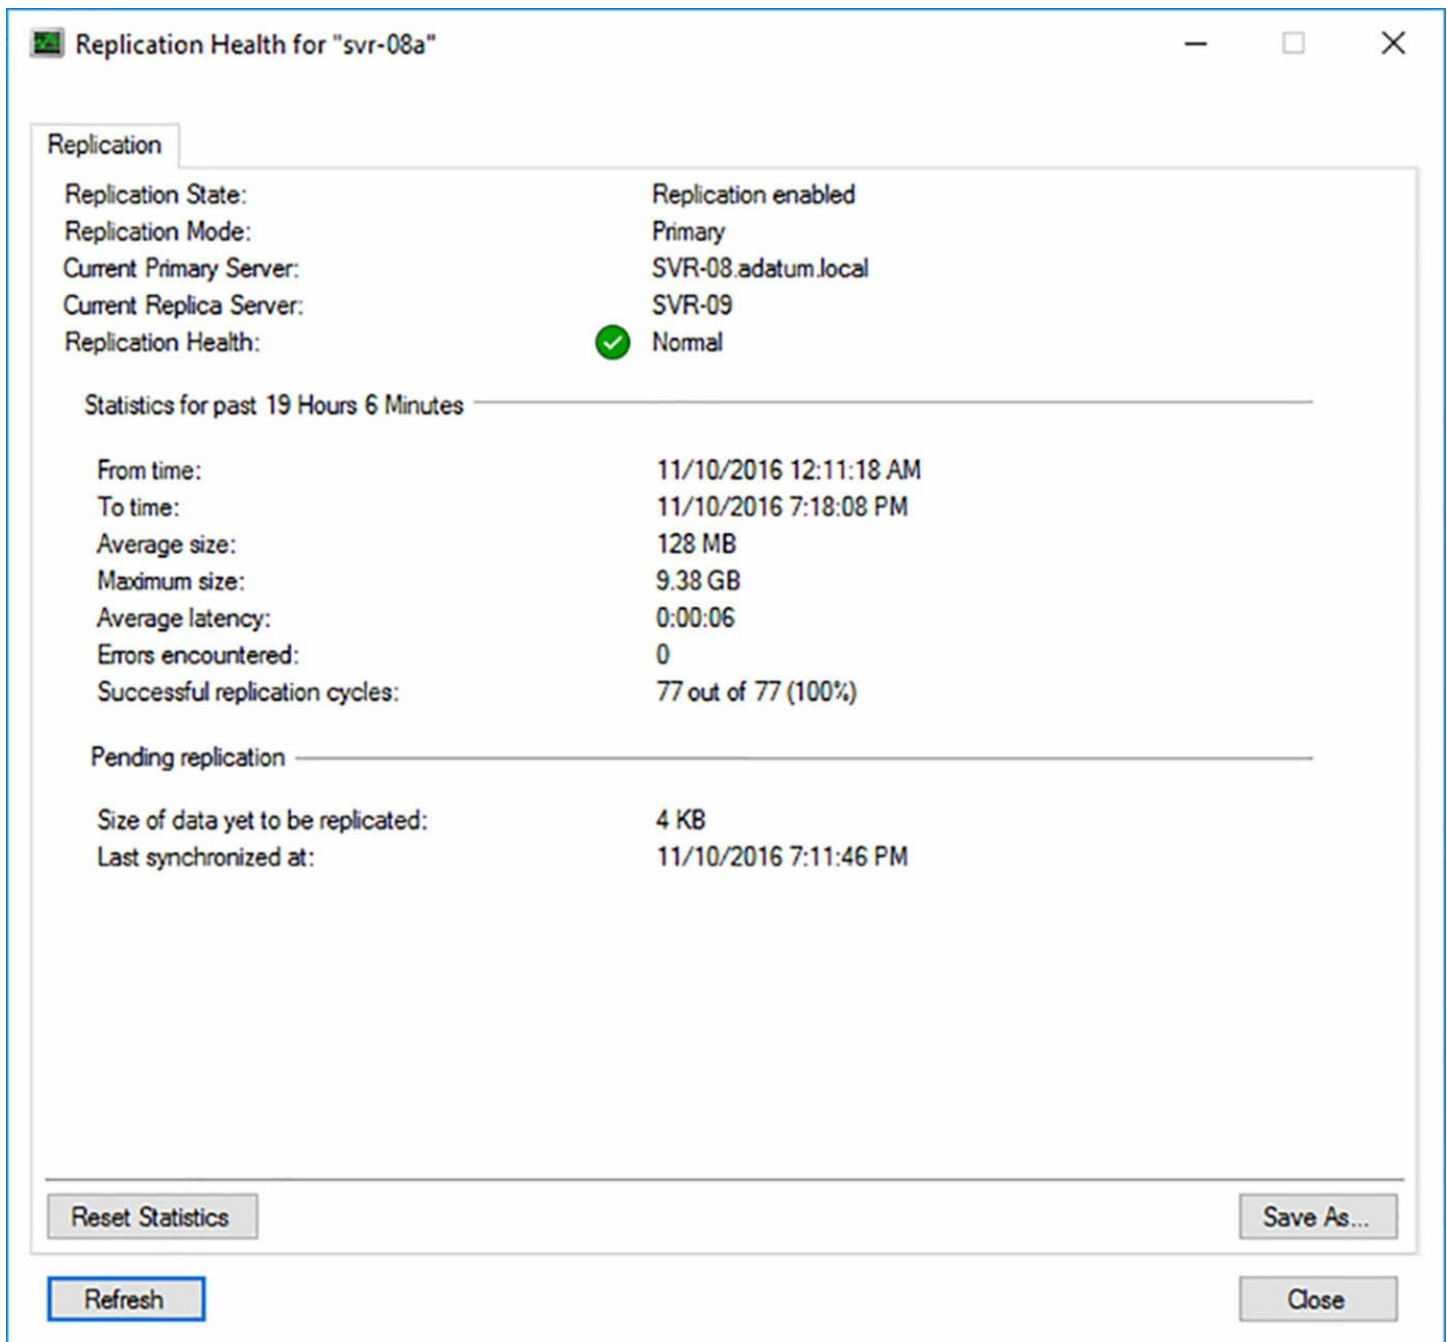 Replication Health for "svr-08a"
Replication
Replication State: Replication enabled
Replication Mode: Primary
Current Primary Server: SVR-08.adatum.local
Current Replica Server: SVR-09
Replication Health: Normal
Statistics for past 19 Hours 6 Minutes
From time: 11/10/2016 12:11:18 AM
To time: 11/10/2016 7:18:08 PM
Average size: 128 MB
Maximum size: 9.38 GB
Average latency: 0:00:06
Errors encountered: 0
Successful replication cycles: 77 out of 77 (100%)
Pending replication
Size of data yet to be replicated: 4 KB
Last synchronized at: 11/10/2016 7:11:46 PM
Reset Statistics Save As...
Refresh Close